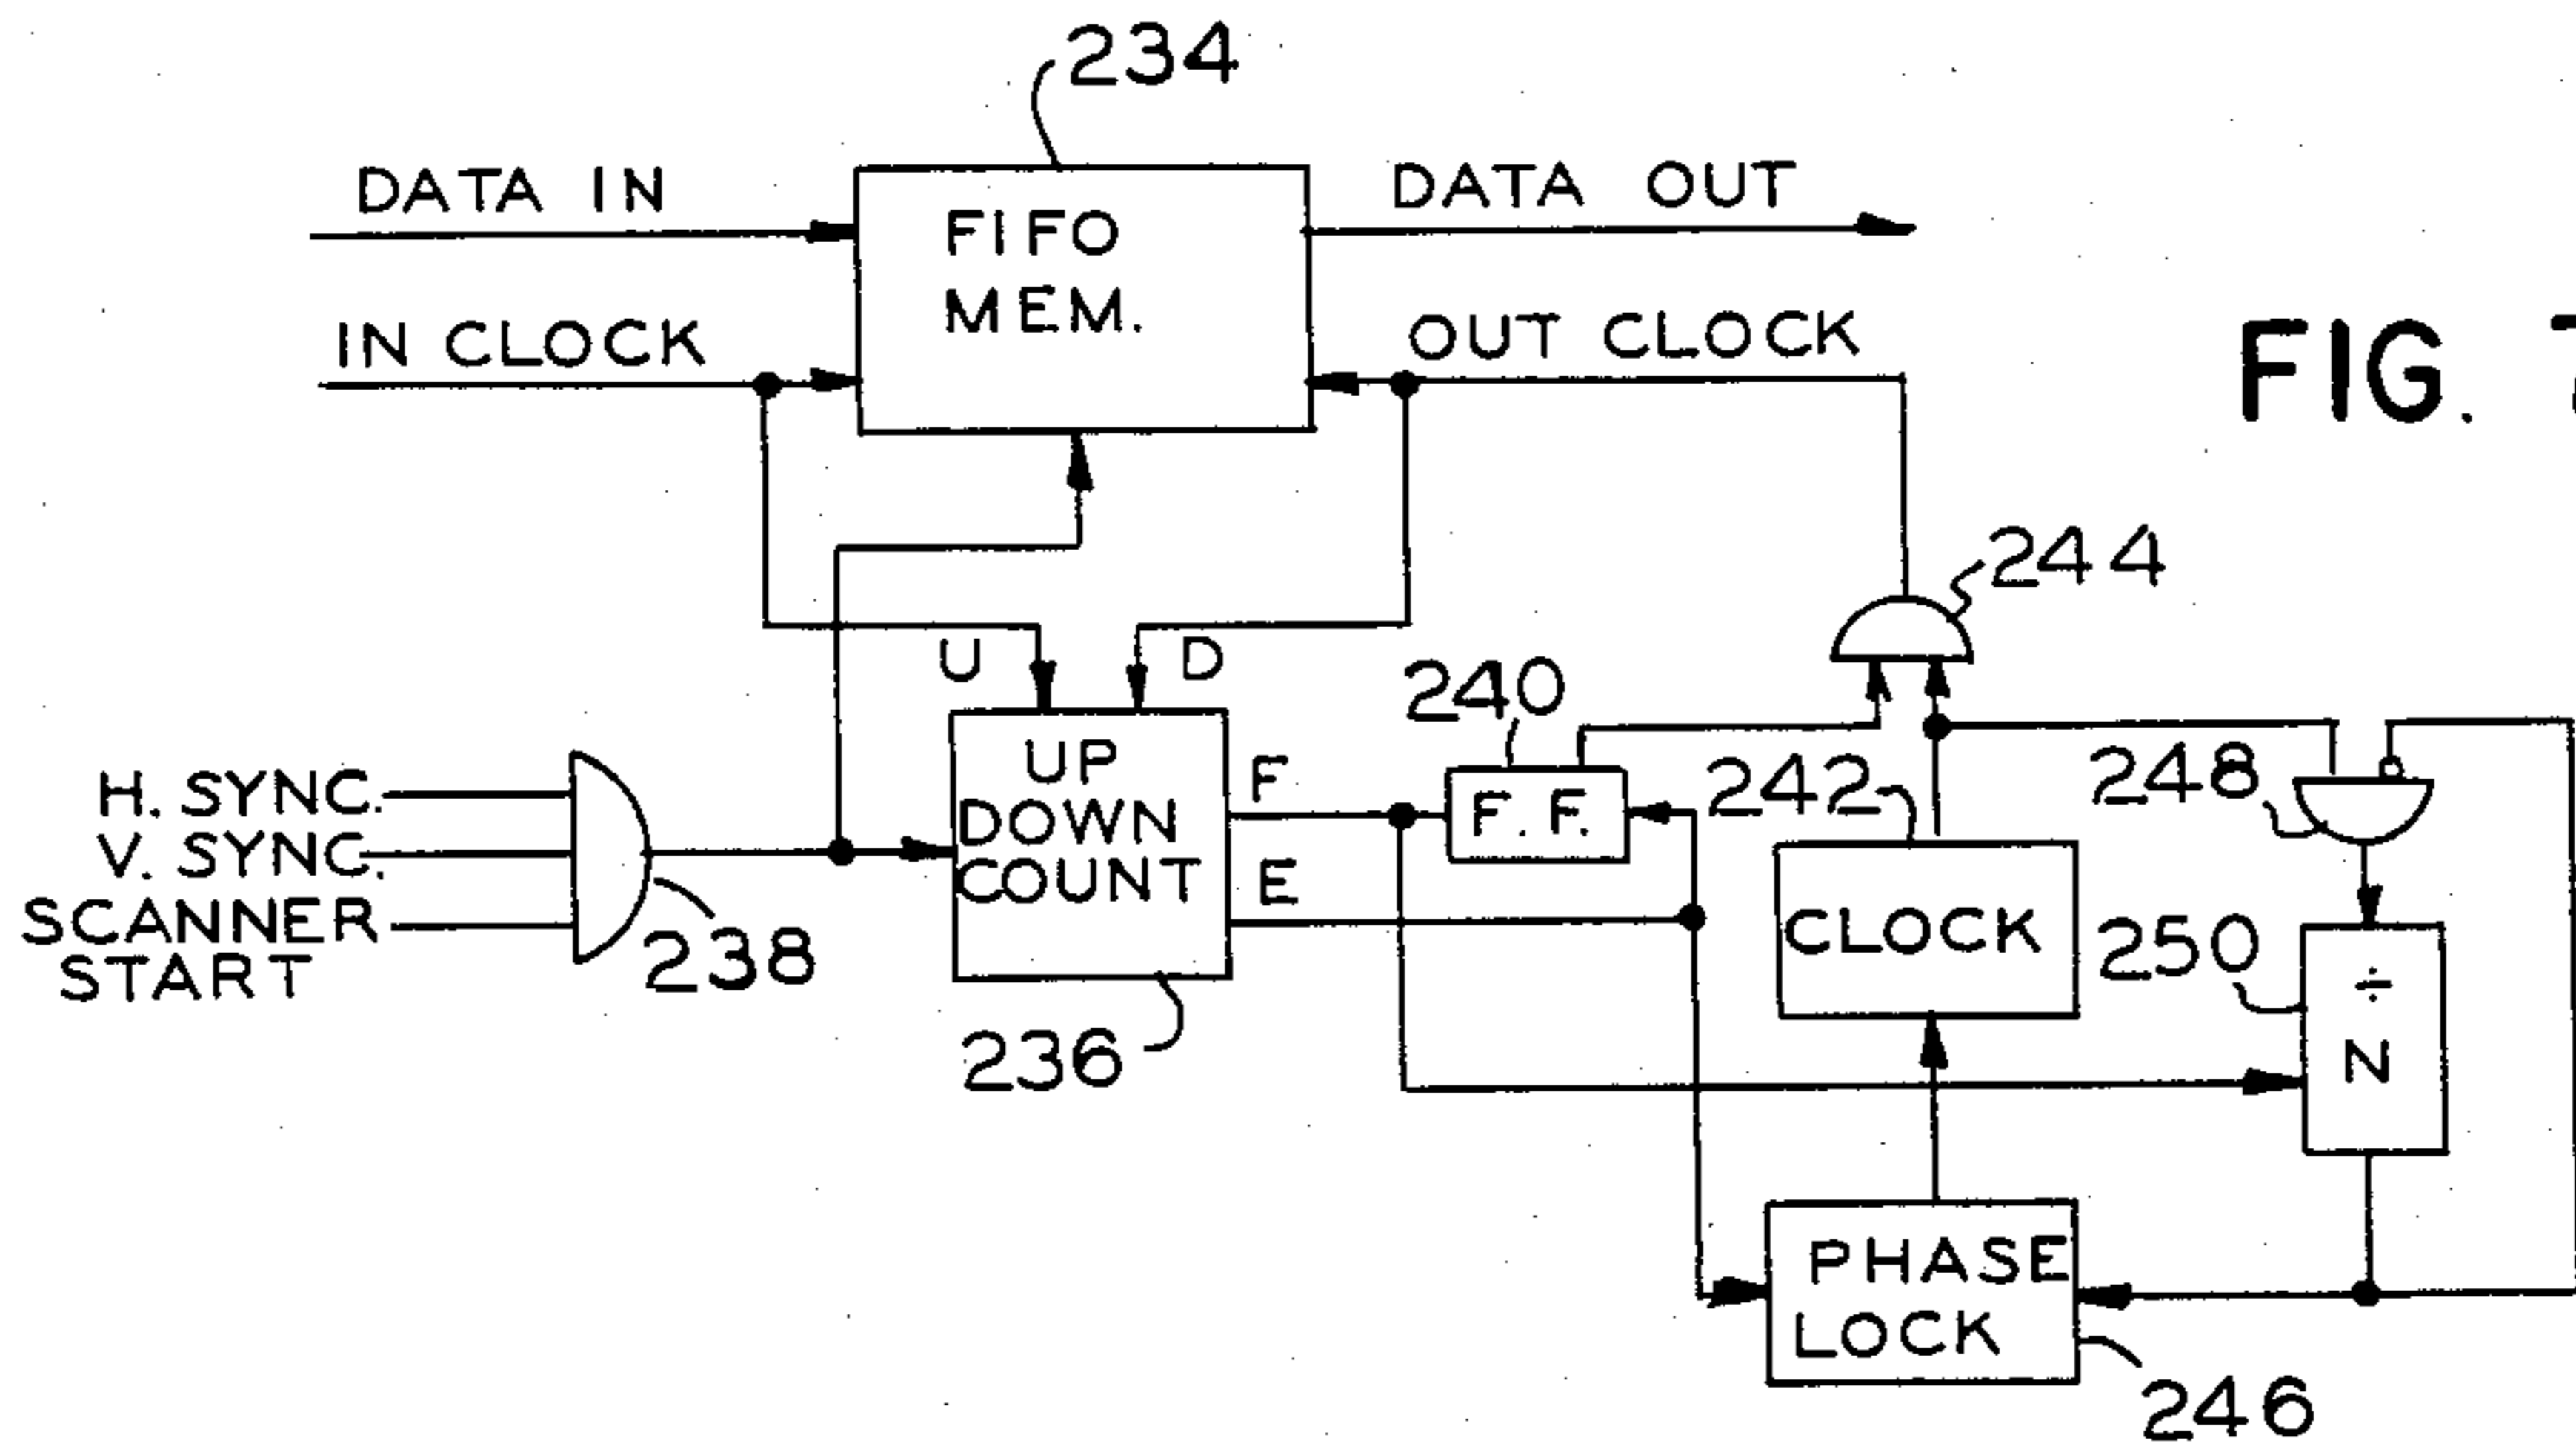 234
DATA IN
FIFO
MEM.
DATA OUT
IN CLOCK
OUT CLOCK
FIG.
244
U
D
240
F. F.
242
248
H. SYNC.
V. SYNC.
SCANNER
START
238
UP
DOWN
COUNT
F
E
236
CLOCK
250
÷
N
PHASE
LOCK
246